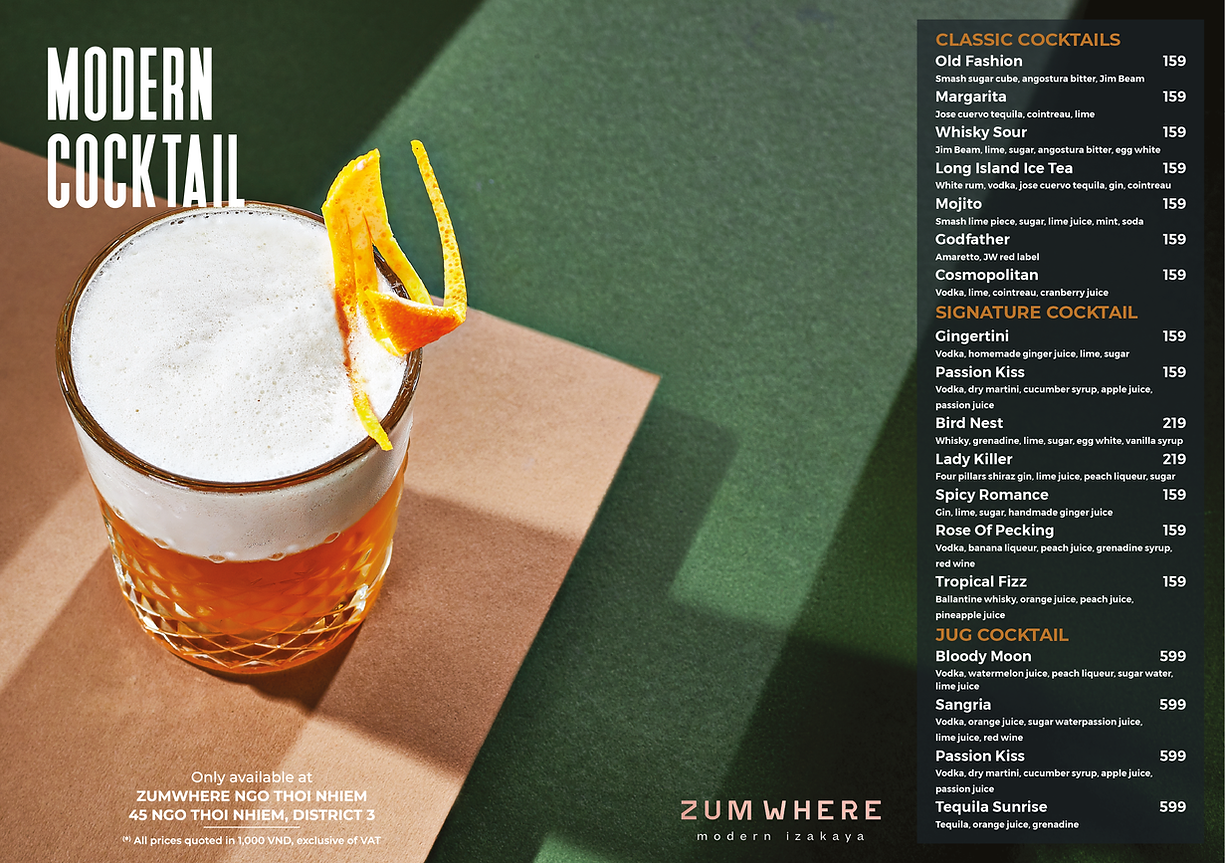 MODERN
COCKTAIL
Only available at
ZUMWHERE NGO THOI NHIEM
45 NGO THOI NHIEM, DISTRICT 3
(*) All prices quoted in 1,000 VND, exclusive of VAT
ZUMWHERE
modern izakaya
CLASSIC COCKTAILS
Old Fashion 159
Smash sugar cube, angostura bitter, Jim Beam
Margarita 159
Jose cuervo tequila, cointreau, lime
Whisky Sour 159
Jim Beam, lime, sugar, angostura bitter, egg white
Long Island Ice Tea 159
White rum, vodka, jose cuervo tequila, gin, cointreau
Mojito 159
Smash lime piece, sugar, lime juice, mint, soda
Godfather 159
Amaretto, JW red label
Cosmopolitan 159
Vodka, lime, cointreau, cranberry juice
SIGNATURE COCKTAIL
Gingertini 159
Vodka, homemade ginger juice, lime, sugar
Passion Kiss 159
Vodka, dry martini, cucumber syrup, apple juice,
passion juice
Bird Nest 219
Whisky, grenadine, lime, sugar, egg white, vanilla syrup
Lady Killer 219
Four pillars shiraz gin, lime juice, peach liqueur, sugar
Spicy Romance 159
Gin, lime, sugar, handmade ginger juice
Rose Of Pecking 159
Vodka, banana liqueur, peach juice, grenadine syrup,
red wine
Tropical Fizz 159
Ballantine whisky, orange juice, peach juice,
pineapple juice
JUG COCKTAIL
Bloody Moon 599
Vodka, watermelon juice, peach liqueur, sugar water,
lime juice
Sangria 599
Vodka, orange juice, sugar waterpassion juice,
lime juice, red wine
Passion Kiss 599
Vodka, dry martini, cucumber syrup, apple juice,
passion juice
Tequila Sunrise 599
Tequila, orange juice, grenadine